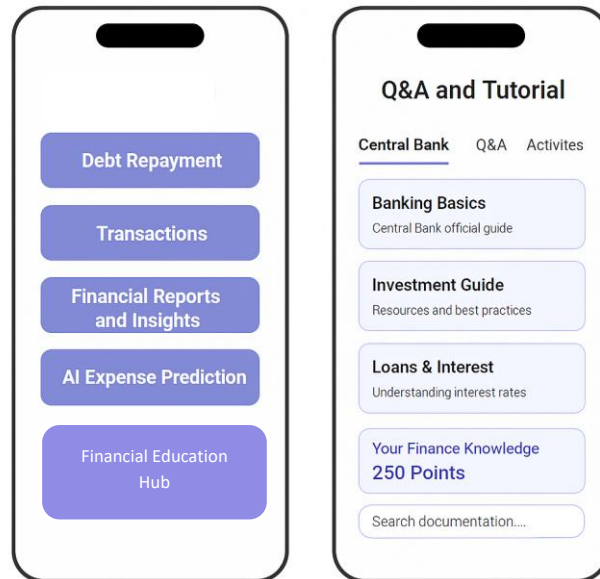 Debt Repayment
Transactions
Financial Reports
and Insights
AI Expense Prediction
Financial Education
Hub
Q&A and Tutorial
Central Bank Q&A Activites
Banking Basics
Central Bank official guide
Investment Guide
Resources and best practices
Loans & Interest
Understanding interest rates
Your Finance Knowledge
250 Points
Search documentation....